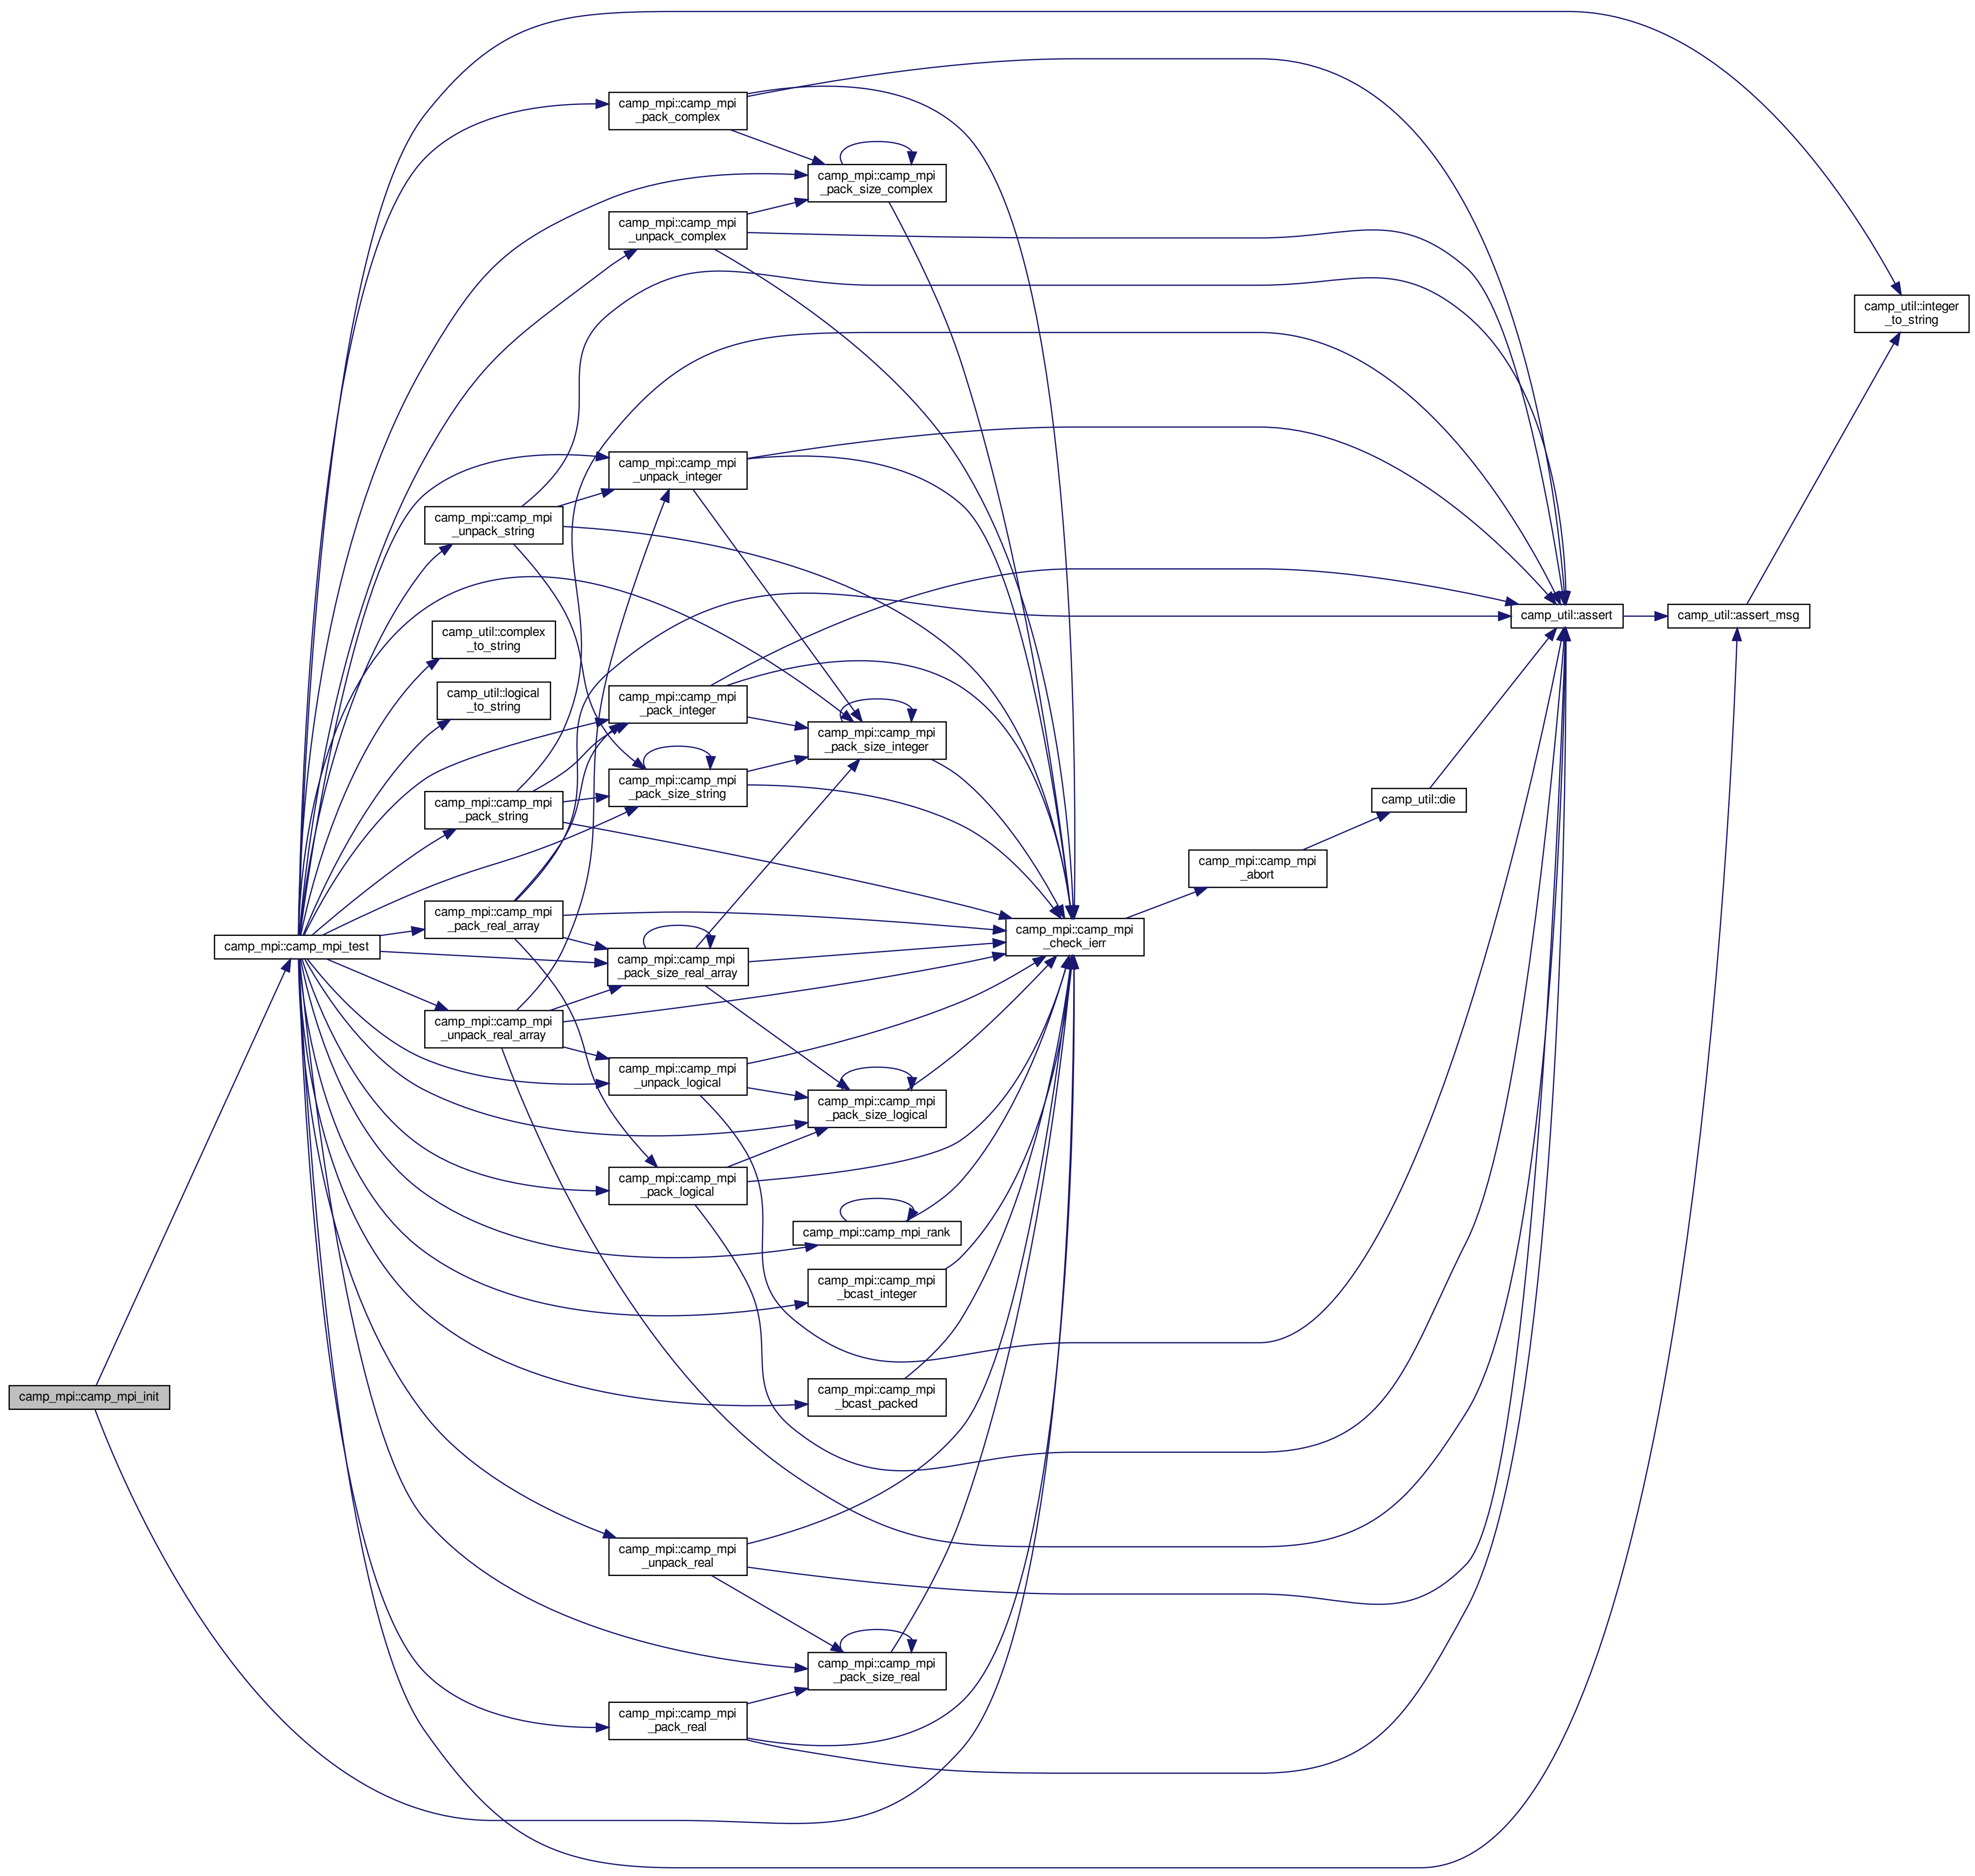 camp_mpi::camp_mpi
_pack_complex
camp_mpi::camp_mpi
_pack_size_complex
camp_mpi::camp_mpi
_unpack_complex
camp_util::integer
_to_string
camp_mpi::camp_mpi
_unpack_integer
camp_mpi::camp_mpi
_unpack_string
camp_util::assert
camp_util::assert_msg
camp_util::complex
_to_string
camp_util::logical
_to_string
camp_mpi::camp_mpi
_pack_integer
camp_mpi::camp_mpi
_pack_size_integer
camp_mpi::camp_mpi
_pack_size_string
camp_util::die
camp_mpi::camp_mpi
_pack_string
camp_mpi::camp_mpi
_abort
camp_mpi::camp_mpi
_pack_real_array
camp_mpi::camp_mpi
_check_ierr
camp_mpi::camp_mpi_test
camp_mpi::camp_mpi
_pack_size_real_array
camp_mpi::camp_mpi
_unpack_real_array
camp_mpi::camp_mpi
_unpack_logical
camp_mpi::camp_mpi
_pack_size_logical
camp_mpi::camp_mpi
_pack_logical
camp_mpi::camp_mpi_rank
camp_mpi::camp_mpi
_bcast_integer
camp_mpi::camp_mpi_init
camp_mpi::camp_mpi
_bcast_packed
camp_mpi::camp_mpi
_unpack_real
camp_mpi::camp_mpi
_pack_size_real
camp_mpi::camp_mpi
_pack_real